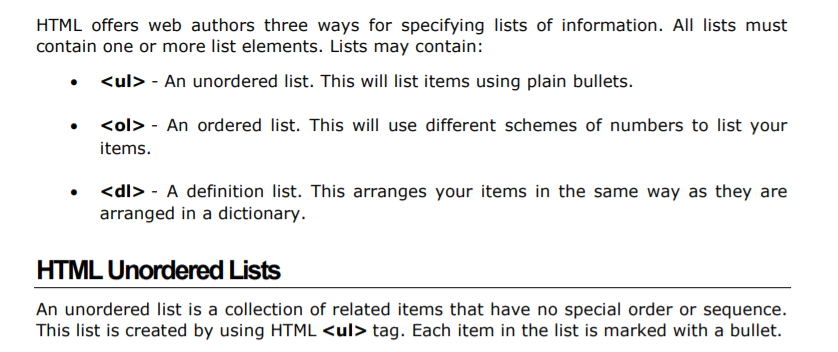 HTML offers web authors three ways for specifying lists of information. All lists must
contain one or more list elements. Lists may contain:
• <ul> - An unordered list. This will list items using plain bullets.
• <ol> - An ordered list. This will use different schemes of numbers to list your
items.
• <dl> - A definition list. This arranges your items in the same way as they are
arranged in a dictionary.
HTML Unordered Lists
An unordered list is a collection of related items that have no special order or sequence.
This list is created by using HTML <ul> tag. Each item in the list is marked with a bullet.